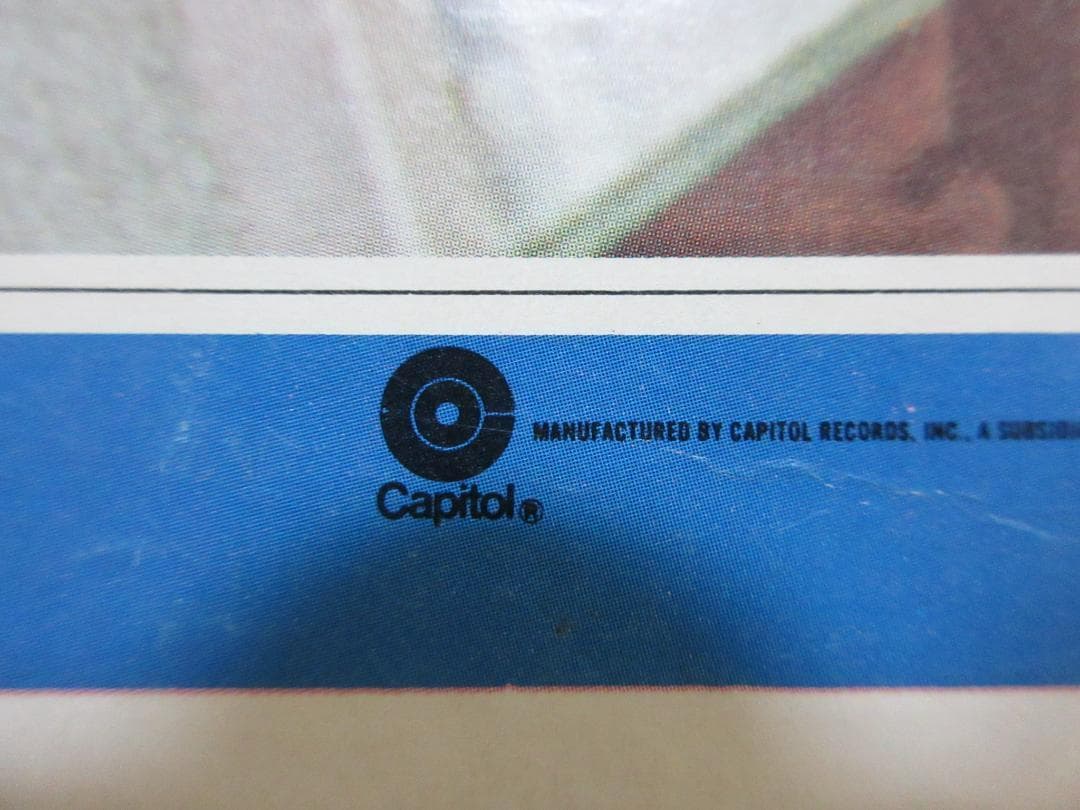 MANUFACTURED BY CAPITOL RECORDS, INC., A
Capitol®